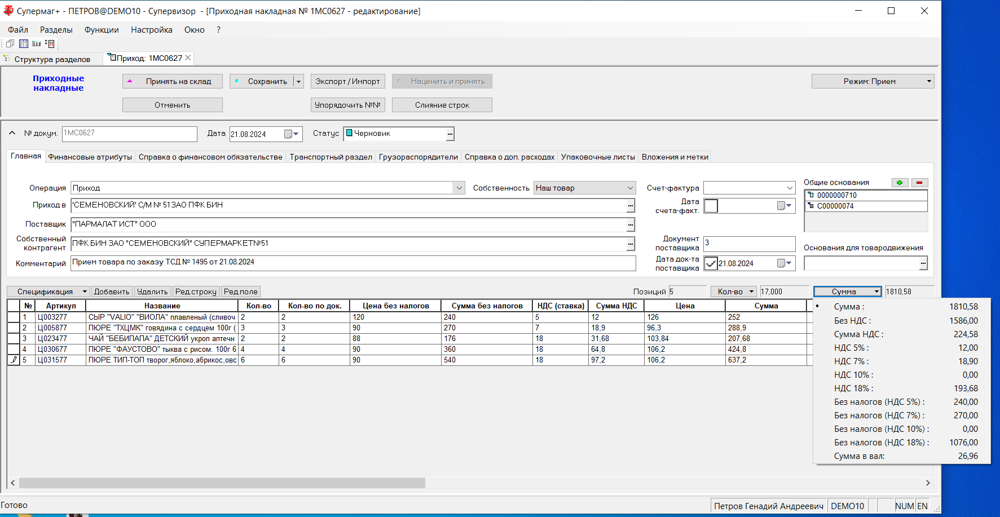 Супермаг+ - ПЕТРОВ@DEMO10 - Супервизор - [Приходная накладная № 1МС0627 - редактирование]
Файл Разделы Функции Настройка Окно ?
Структура разделов Приход: 1МС0627
Приходные накладные
Принять на склад Сохранить Экспорт / Импорт Наценить и принять Режим: Прием
Отменить Упорядочить №№ Слияние строк
№ докум. 1МС0627 Дата 21.08.2024 Статус Черновик ...
Главная Финансовые атрибуты Справка о финансовом обязательстве Транспортный раздел Грузораспорядители Справка о доп. расходах Упаковочные листы Вложения и метки
Операция Приход Собственность Наш товар Счет-фактура Общие основания
Приход в 'СЕМЕНОВСКИЙ' С/М № 51ЗАО ПФК БИН ... Дата счета-факт. 0000000710
С00000074
Поставщик "ПАРМАЛАТ ИСТ" ООО ...
Собственный контрагент ПФК БИН ЗАО "СЕМЕНОВСКИЙ" СУПЕРМАРКЕТ№51 ... Документ поставщика 3 Основания для товародвижения
Комментарий Прием товара по заказу ТСД № 1495 от 21.08.2024 Дата док-та поставщика 21.08.2024 ...
Спецификация Добавить Удалить Ред.строку Ред.поле Позиций 5 Кол-во 17,000 Сумма 1810,58
№ Артикул Название Кол-во Кол-во по док. Цена без налогов Сумма без налогов НДС (ставка) Сумма НДС Цена Сумма
1 Ц003277 СЫР "VALIO" "ВИОЛА" плавленый (сливоч 2 2 120 240 5 12 126 252
2 Ц005877 ПЮРЕ "ТХЦМК" говядина с сердцем 100г ( 3 3 90 270 7 18,9 96,3 288,9
3 Ц023477 ЧАЙ "БЕБИПАПА" ДЕТСКИЙ укроп аптечн 2 2 88 176 18 31,68 103,84 207,68
4 Ц030677 ПЮРЕ "ФАУСТОВО" тыква с рисом. 100г 6 4 4 90 360 18 64,8 106,2 424,8
5 Ц031577 ПЮРЕ ТИП-ТОП творог,яблоко,абрикос,овс 6 6 90 540 18 97,2 106,2 637,2
Сумма : 1810,58
Без НДС : 1586,00
Сумма НДС : 224,58
НДС 5% : 12,00
НДС 7% : 18,90
НДС 10% : 0,00
НДС 18% : 193,68
Без налогов (НДС 5%) : 240,00
Без налогов (НДС 7%) : 270,00
Без налогов (НДС 10%) : 0,00
Без налогов (НДС 18%) : 1076,00
Сумма в вал: 26,96
Готово Петров Генадий Андреевич DEMO10 NUM EN